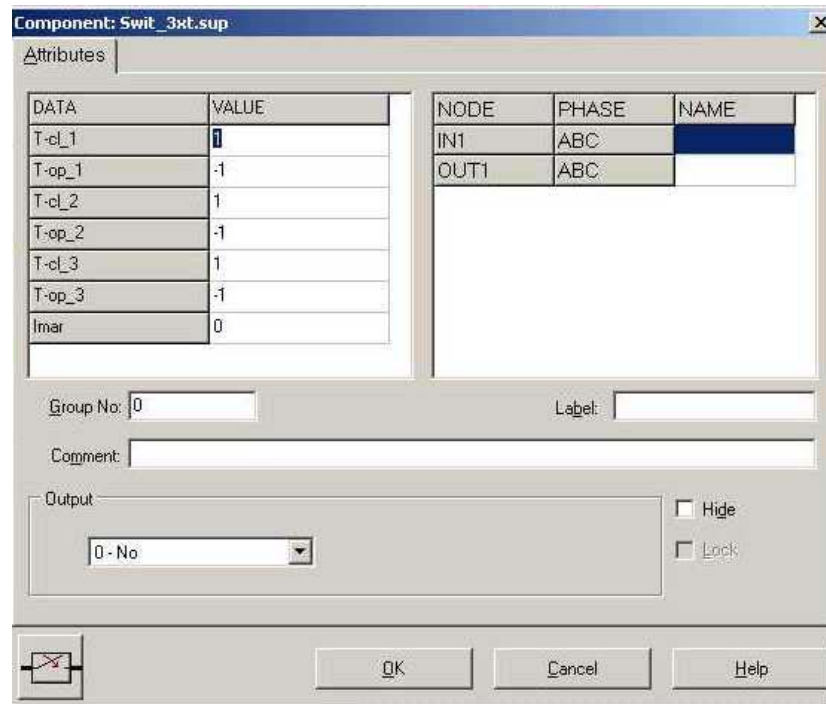 Component: Swit_3xt.sup
Attributes
DATA VALUE
T-cl_1 1
T-op_1 -1
T-cl_2 1
T-op_2 -1
T-cl_3 1
T-op_3 -1
Imar 0
NODE PHASE NAME
IN1 ABC
OUT1 ABC
Group No: 0
Label:
Comment:
Output
0 - No
Hide
Lock
OK Cancel Help